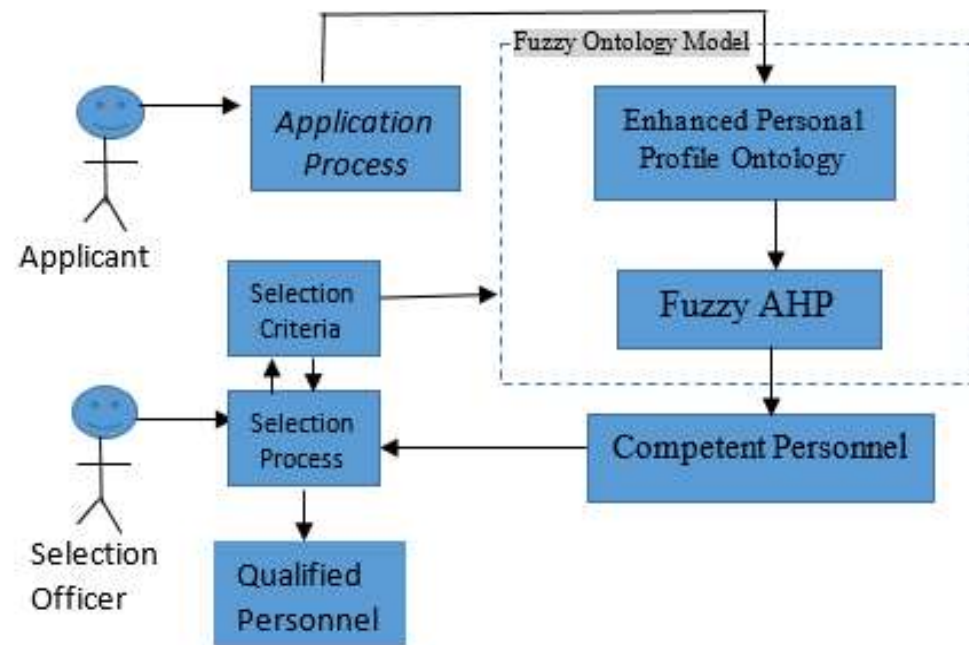 Fuzzy Ontology Model
Application
Process
Enhanced Personal
Profile Ontology
Applicant
Selection
Criteria
Fuzzy AHP
Selection
Process
Competent Personnel
Selection
Officer
Qualified
Personnel